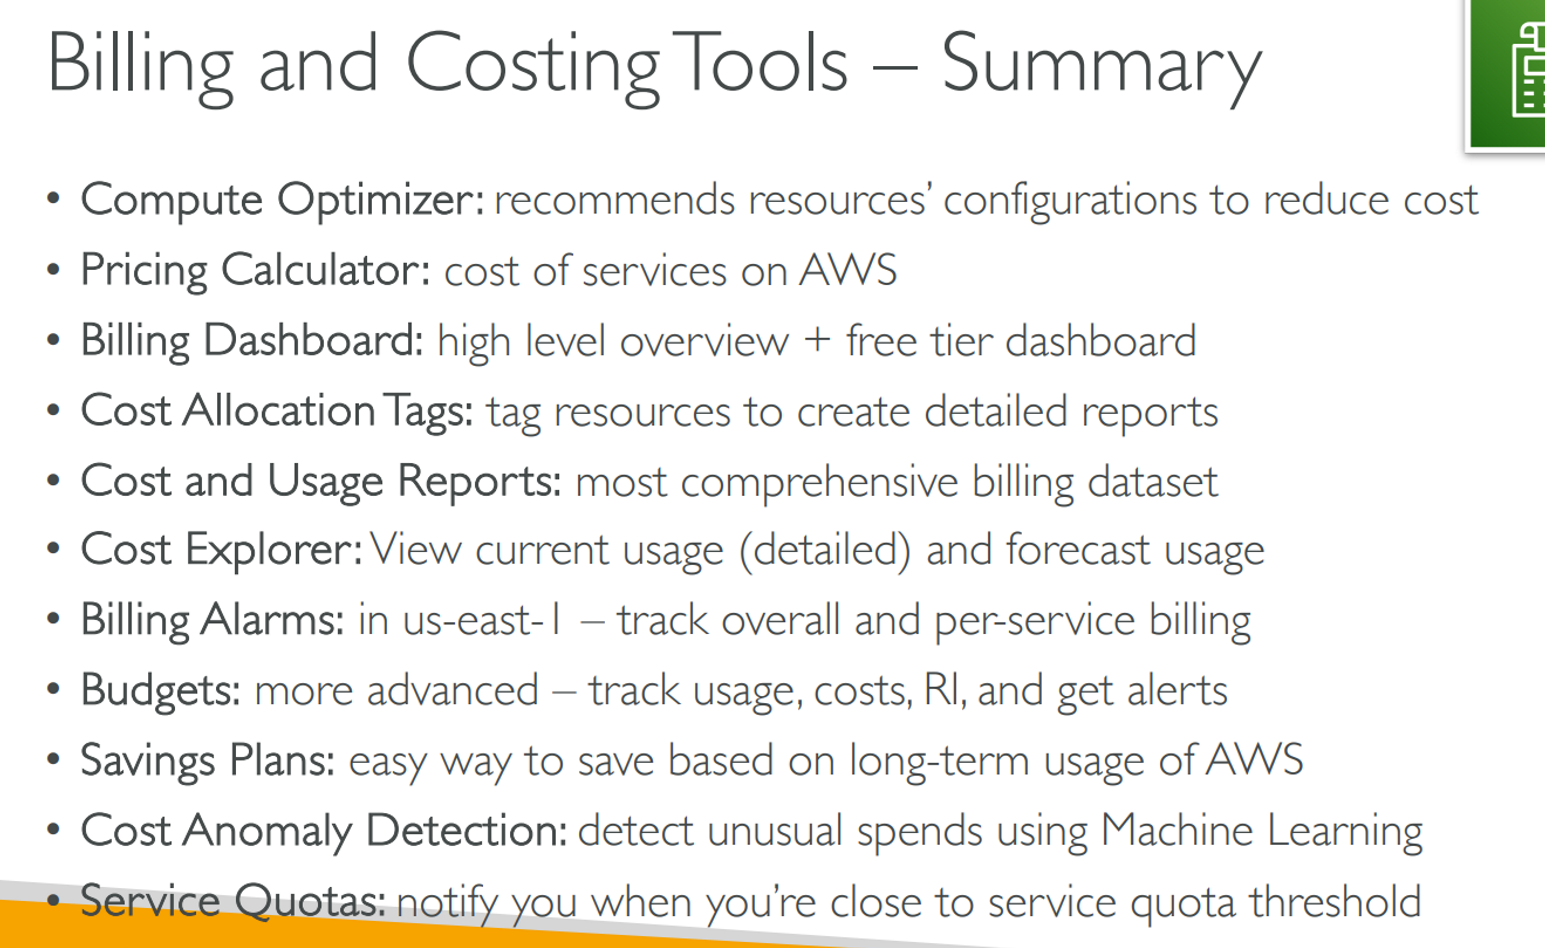 Billing and Costing Tools – Summary
• Compute Optimizer: recommends resources’ configurations to reduce cost
• Pricing Calculator: cost of services on AWS
• Billing Dashboard: high level overview + free tier dashboard
• Cost Allocation Tags: tag resources to create detailed reports
• Cost and Usage Reports: most comprehensive billing dataset
• Cost Explorer: View current usage (detailed) and forecast usage
• Billing Alarms: in us-east-1 – track overall and per-service billing
• Budgets: more advanced – track usage, costs, RI, and get alerts
• Savings Plans: easy way to save based on long-term usage of AWS
• Cost Anomaly Detection: detect unusual spends using Machine Learning
• Service Quotas: notify you when you’re close to service quota threshold